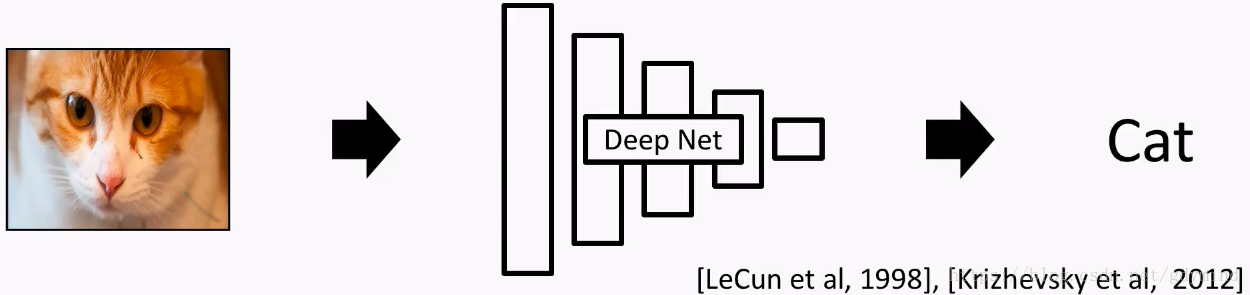 Deep Net
Cat
[LeCun et al, 1998], [Krizhevsky et al, 2012]